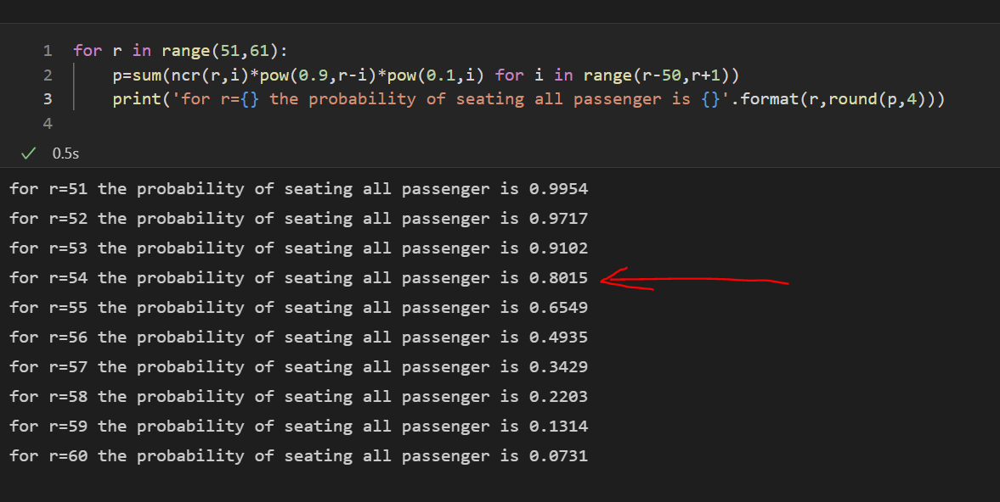 1 for r in range(51,61):
2 p=sum(ncr(r,i)*pow(0.9,r-i)*pow(0.1,i) for i in range(r-50,r+1))
3 print('for r={} the probability of seating all passenger is {}'.format(r,round(p,4)))
4
0.5s
for r=51 the probability of seating all passenger is 0.9954
for r=52 the probability of seating all passenger is 0.9717
for r=53 the probability of seating all passenger is 0.9102
for r=54 the probability of seating all passenger is 0.8015
for r=55 the probability of seating all passenger is 0.6549
for r=56 the probability of seating all passenger is 0.4935
for r=57 the probability of seating all passenger is 0.3429
for r=58 the probability of seating all passenger is 0.2203
for r=59 the probability of seating all passenger is 0.1314
for r=60 the probability of seating all passenger is 0.0731